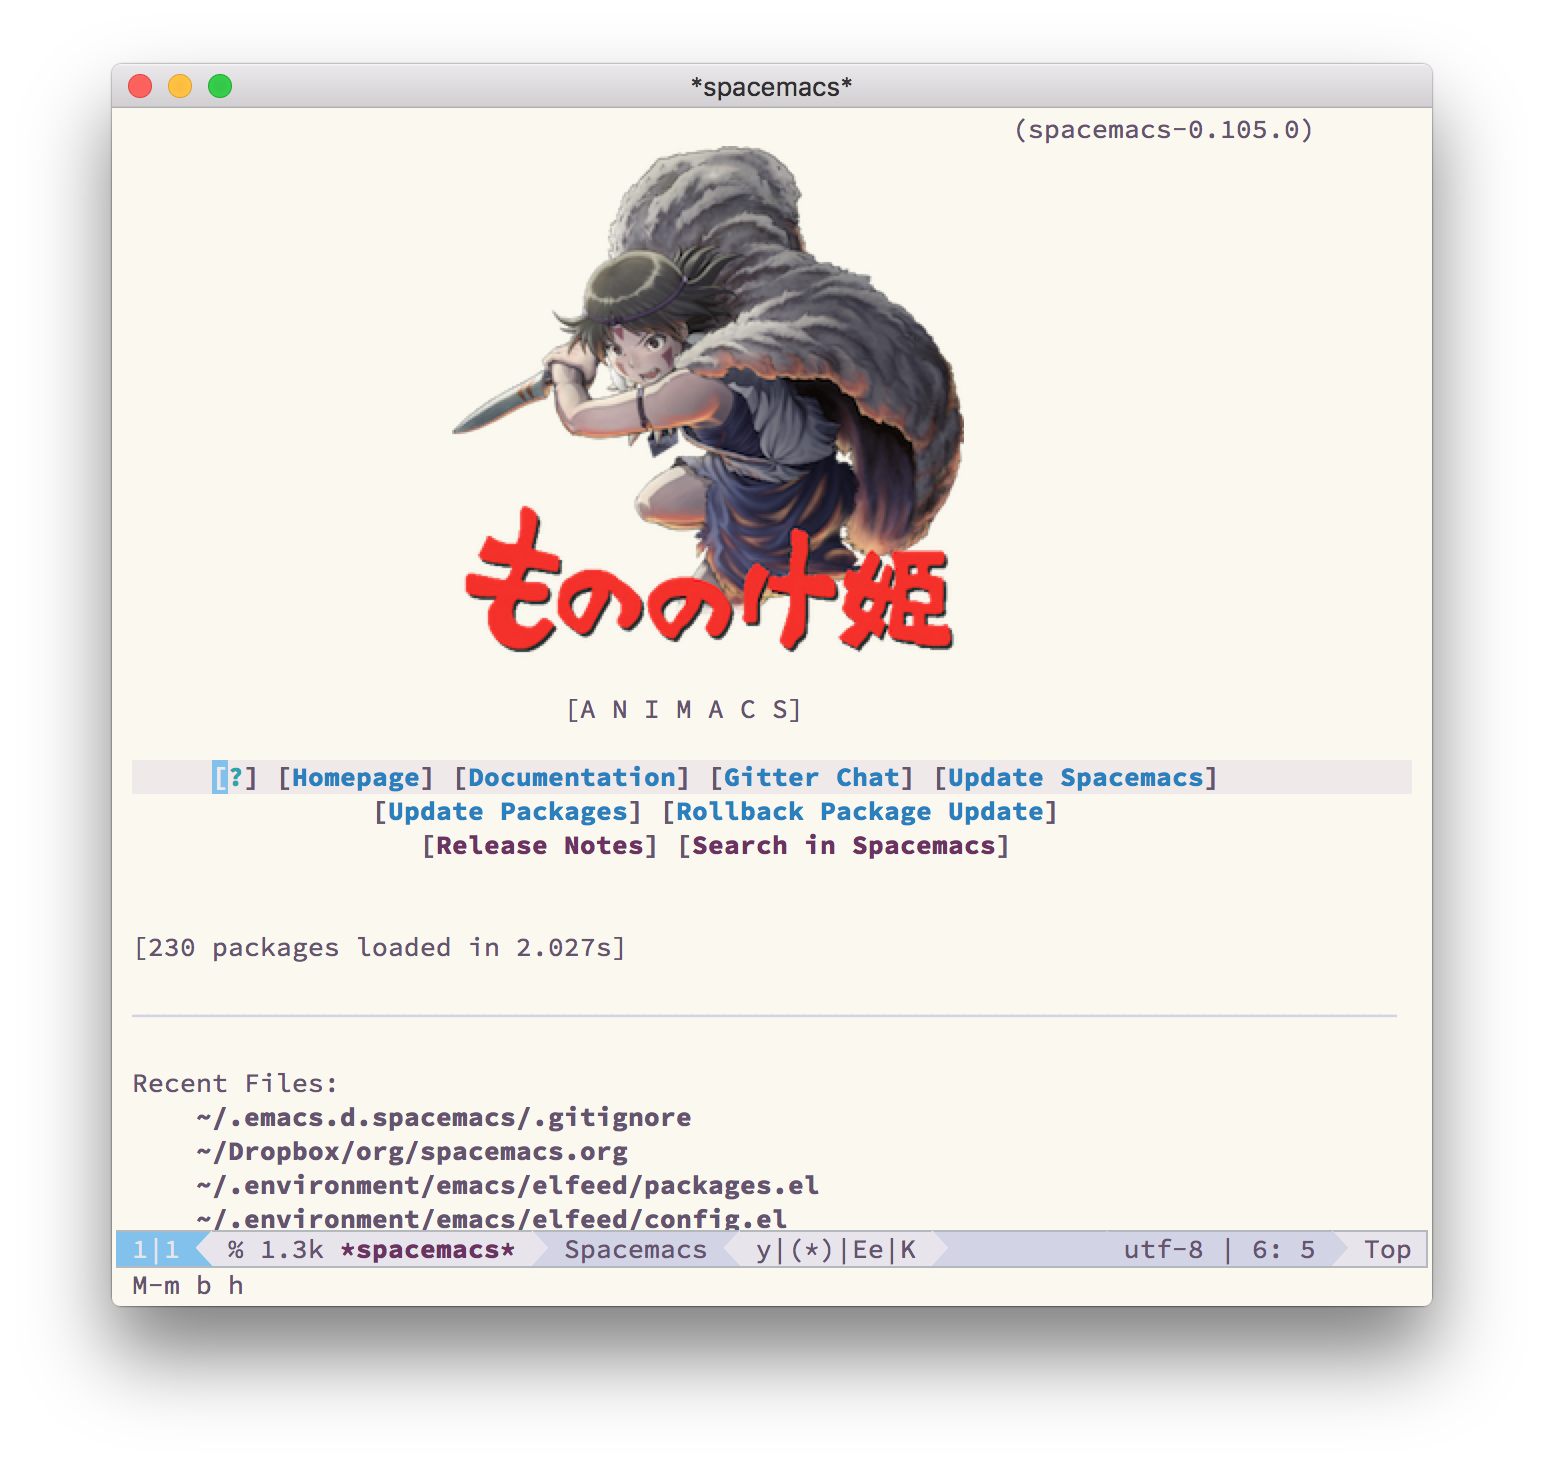 *spacemacs*
(spacemacs-0.105.0)
もののけ姫
[A N I M A C S]
[?] [Homepage] [Documentation] [Gitter Chat] [Update Spacemacs]
[Update Packages] [Rollback Package Update]
[Release Notes] [Search in Spacemacs]
[230 packages loaded in 2.027s]
Recent Files:
~/.emacs.d.spacemacs/.gitignore
~/Dropbox/org/spacemacs.org
~/.environment/emacs/elfeed/packages.el
~/.environment/emacs/elfeed/config.el
1|1 % 1.3k *spacemacs* Spacemacs y|(*)|Ee|K utf-8 | 6: 5 Top
M-m b h